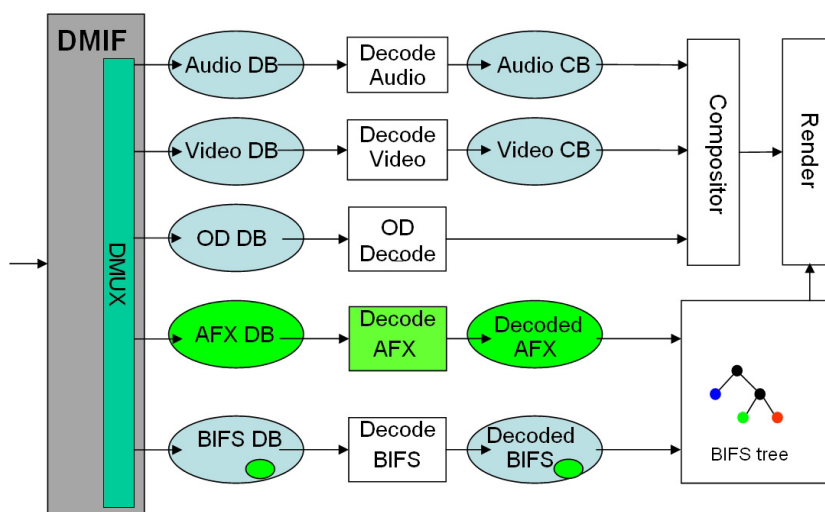 DMIF
DMUX
Audio DB
Decode
Audio
Audio CB
Video DB
Decode
Video
Video CB
OD DB
OD
Decode
AFX DB
Decode
AFX
Decoded
AFX
BIFS DB
Decode
BIFS
Decoded
BIFS
Compositor
Render
BIFS tree